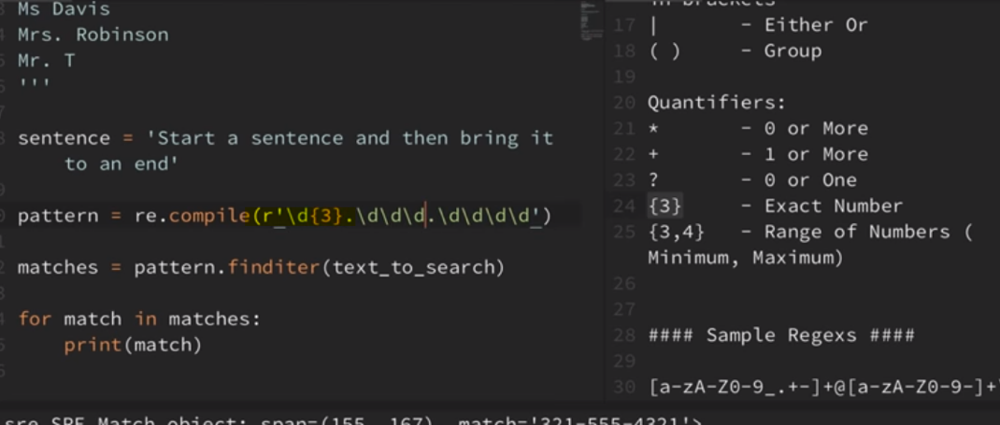 Ms Davis
Mrs. Robinson
Mr. T
'''
sentence = 'Start a sentence and then bring it
to an end'
pattern = re.compile(r'\d{3}.\d\d\d.\d\d\d\d')
matches = pattern.finditer(text_to_search)
for match in matches:
print(match)
in brackets
17 | - Either Or
18 ( ) - Group
19
20 Quantifiers:
21 * - 0 or More
22 + - 1 or More
23 ? - 0 or One
24 {3} - Exact Number
25 {3,4} - Range of Numbers (
Minimum, Maximum)
26
27
28 #### Sample Regexs ####
29
30 [a-zA-Z0-9_.+-]+@[a-zA-Z0-9-]+
sre.SRE_Match object; span=(155, 167), match='321-555-4321'>